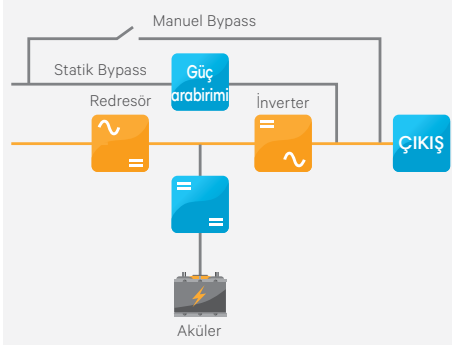 Manuel Bypass
Statik Bypass
Güç
arabirimi
Redresör
İnverter
ÇIKIŞ
Aküler